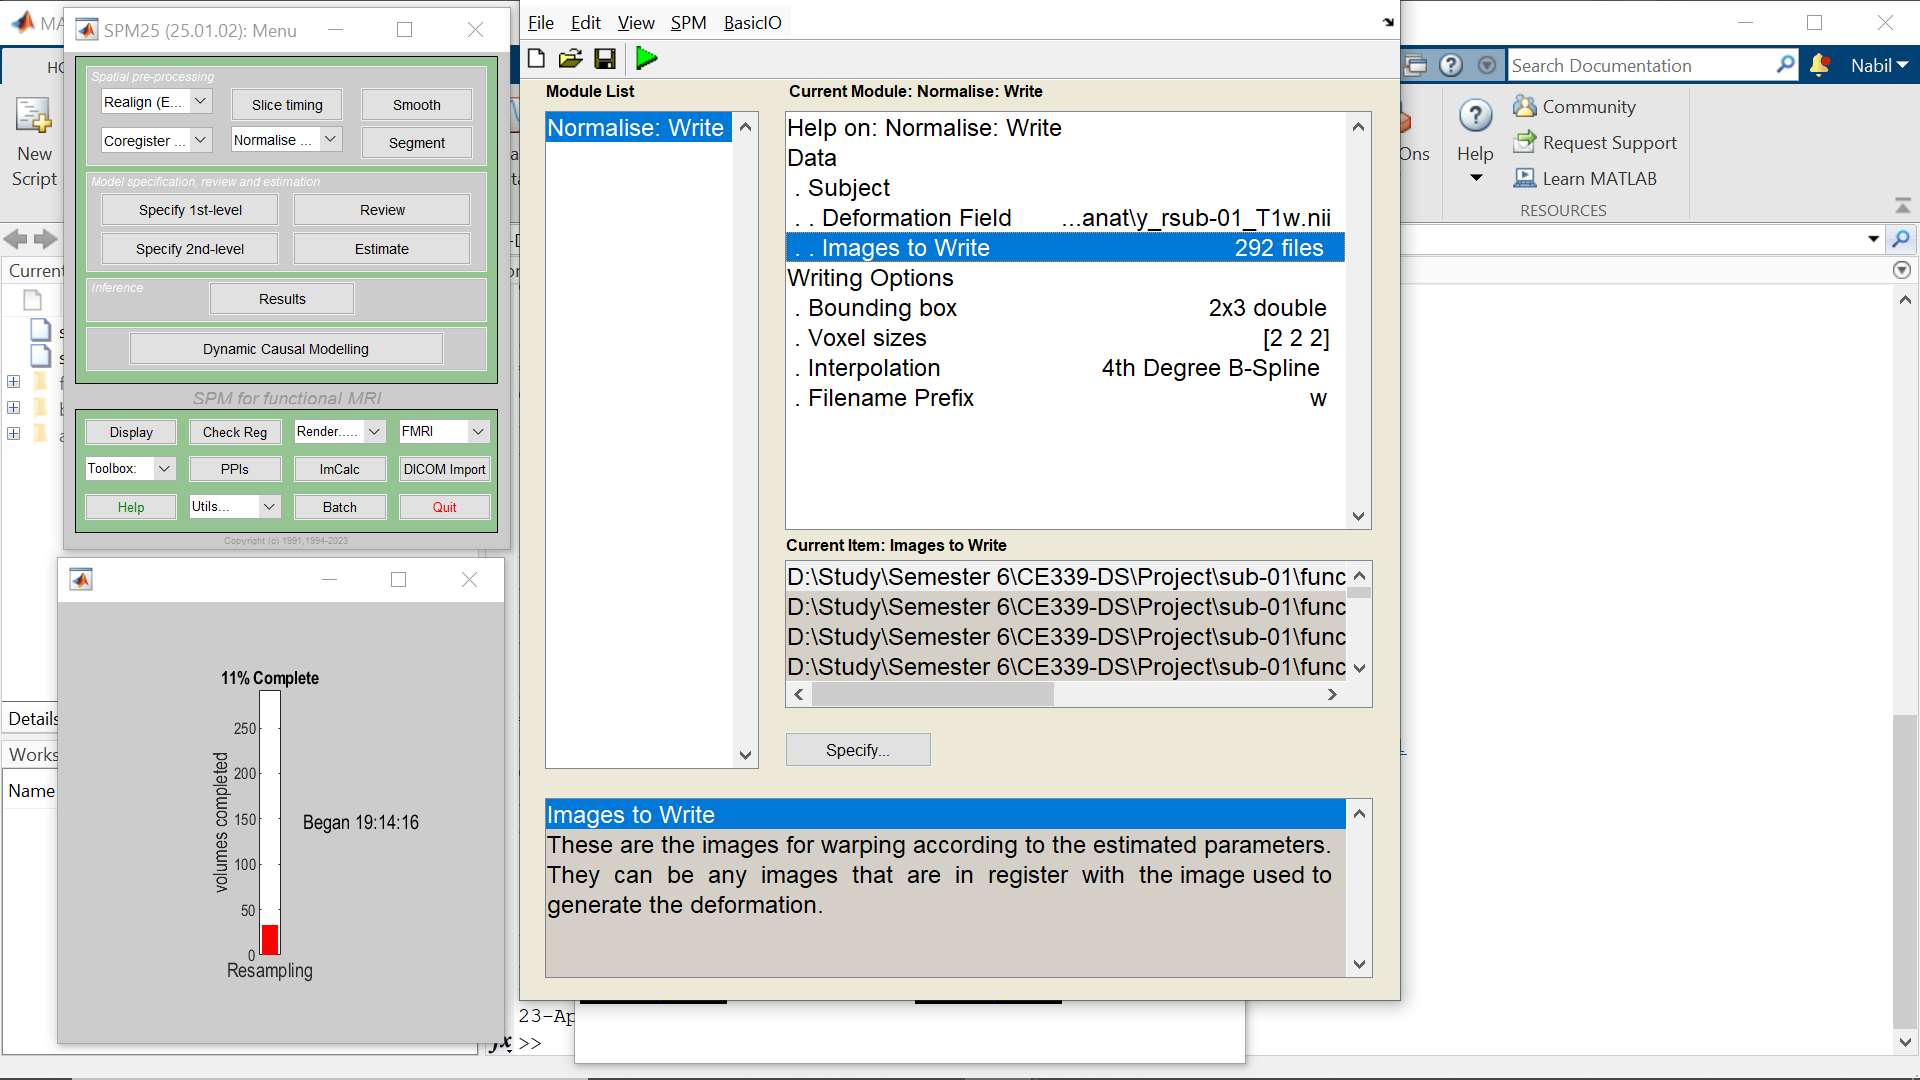 MA
SPM25 (25.01.02): Menu
Spatial pre-processing
Realign (E...
Slice timing
Smooth
Coregister ...
Normalise ...
Segment
Model specification, review and estimation
Specify 1st-level
Review
Specify 2nd-level
Estimate
Inference
Results
Dynamic Causal Modelling
SPM for functional MRI
Display
Check Reg
Render.....
FMRI
Toolbox:
PPIs
ImCalc
DICOM Import
Help
Utils...
Batch
Quit
Copyright (c) 1991,1994-2023
HO
New
Script
Current
Details
Works
Name
11% Complete
250
200
150
100
50
0
volumes completed
Began 19:14:16
Resampling
File Edit View SPM BasicIO
Module List
Normalise: Write
Current Module: Normalise: Write
Help on: Normalise: Write
Data
. Subject
. . Deformation Field ...anat\y_rsub-01_T1w.nii
. . Images to Write 292 files
Writing Options
. Bounding box 2x3 double
. Voxel sizes [2 2 2]
. Interpolation 4th Degree B-Spline
. Filename Prefix w
Current Item: Images to Write
D:\Study\Semester 6\CE339-DS\Project\sub-01\func
D:\Study\Semester 6\CE339-DS\Project\sub-01\func
D:\Study\Semester 6\CE339-DS\Project\sub-01\func
D:\Study\Semester 6\CE339-DS\Project\sub-01\func
Specify...
Images to Write
These are the images for warping according to the estimated parameters.
They can be any images that are in register with the image used to
generate the deformation.
23-Ap
fx >>
Search Documentation
Nabil
Ons
Help
Community
Request Support
Learn MATLAB
RESOURCES